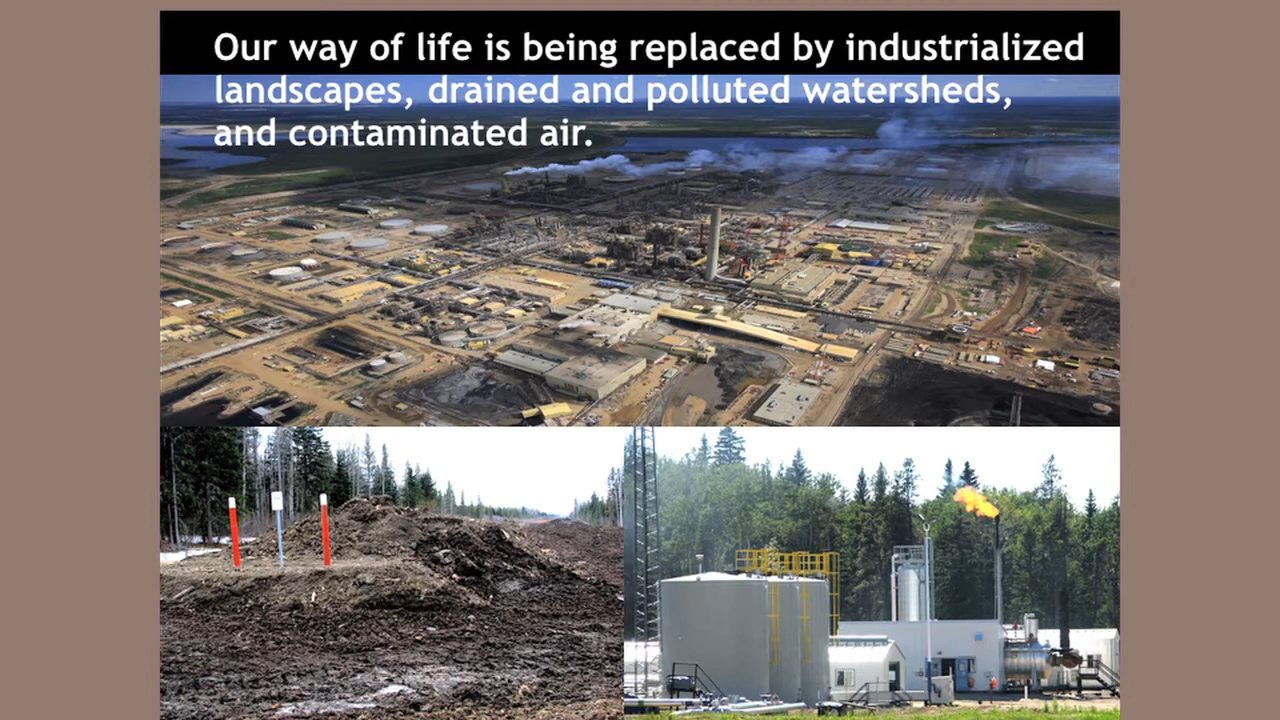 Our way of life is being replaced by industrialized
landscapes, drained and polluted watersheds,
and contaminated air.